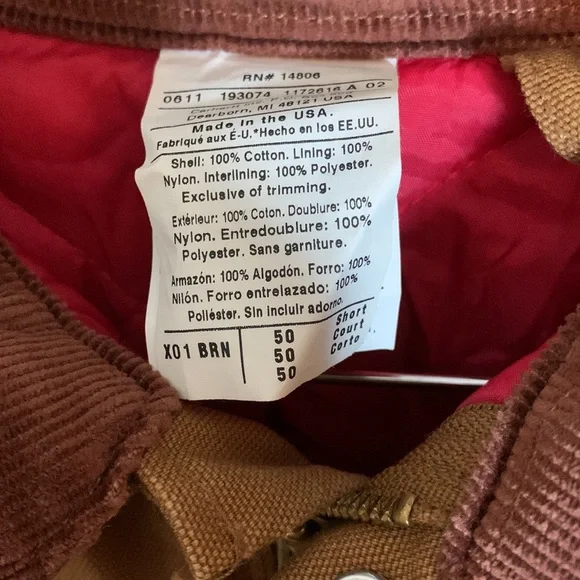 RN# 14806
0611 193074 1172616 A 02
Dearborn, MI 48121 USA
Made in the USA.
Fabriqué aux É-U.*Hecho en los EE.UU.
Shell: 100% Cotton. Lining: 100%
Nylon. Interlining: 100% Polyester.
Exclusive of trimming.
Extérieur: 100% Coton. Doublure: 100%
Nylon. Entredoublure: 100%
Polyester. Sans garniture.
Armazón: 100% Algodón. Forro: 100%
Nilón. Forro entrelazado: 100%
Poliéster. Sin incluir adorno.
X01 BRN
50 Short
50 Court
50 Corto